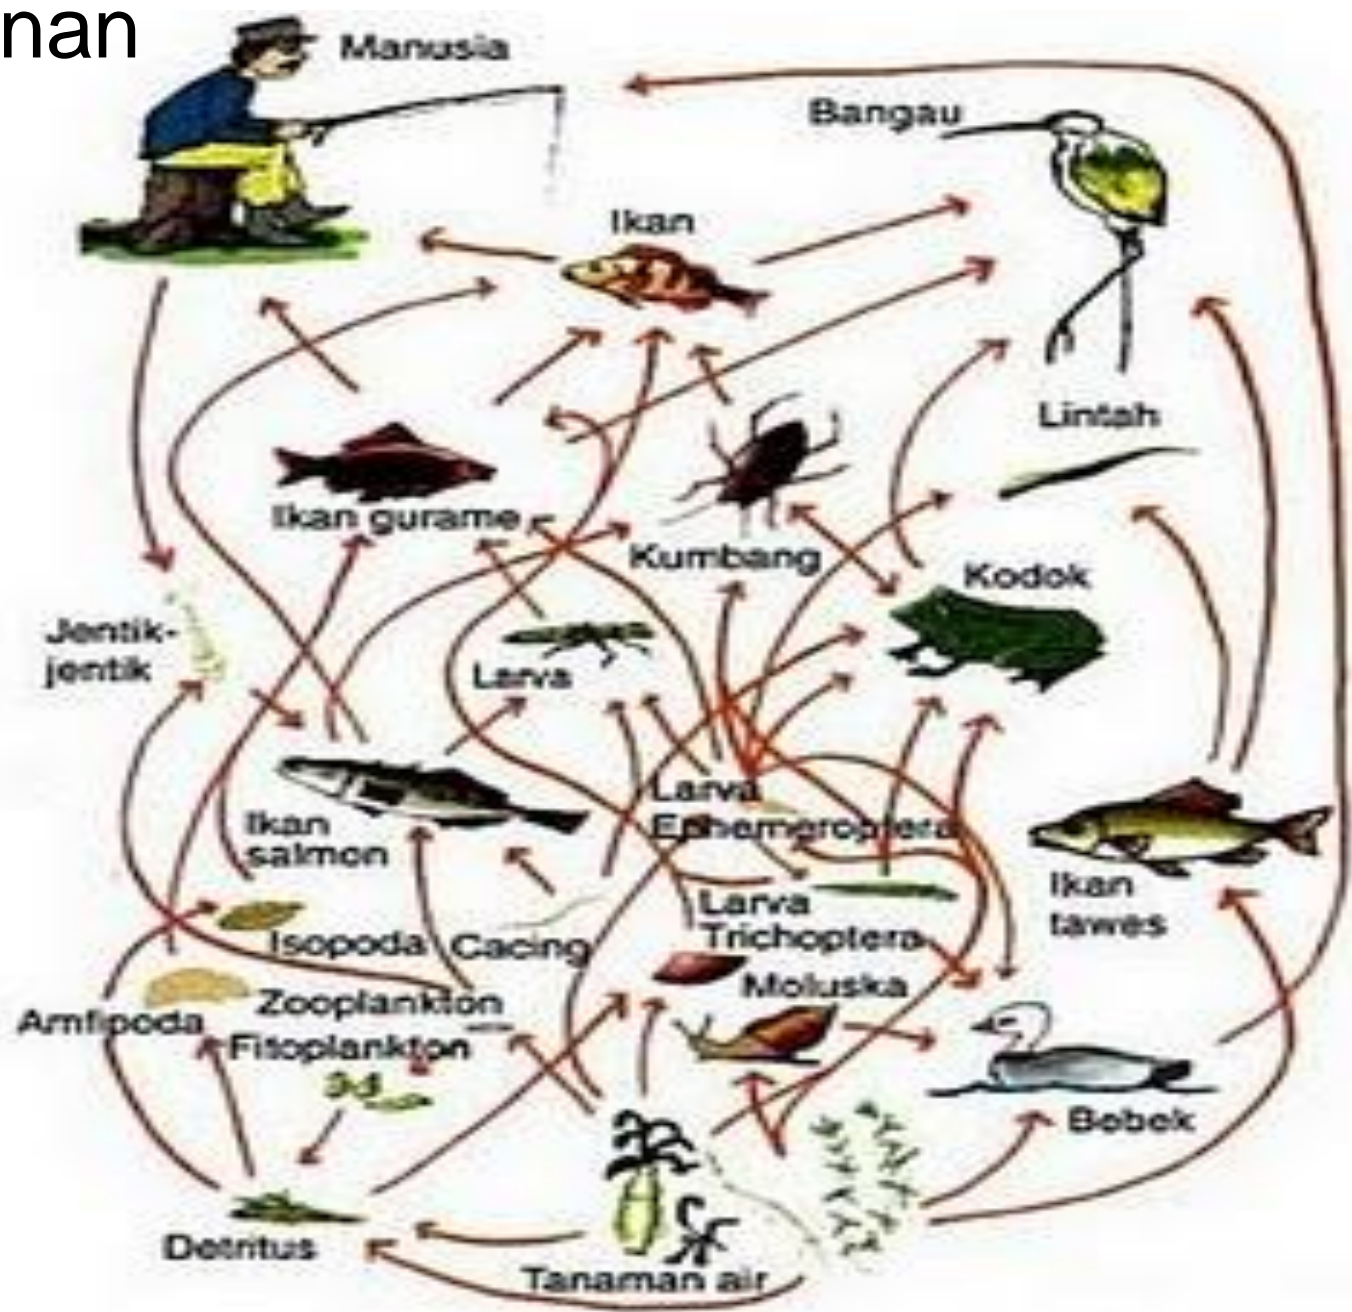 nan
Manusia
Bangau
Ikan
Lintah
Ikan gurame
Kumbang
Kodok
Jentik-
jentik
Larva
Larva
Ephemeroptera
Ikan
salmon
Ikan
tawes
Larva
Trichoptera
Isopoda
Cacing
Moluska
Zooplankton
Amfipoda
Fitoplankton
Bebek
Detritus
Tanaman air